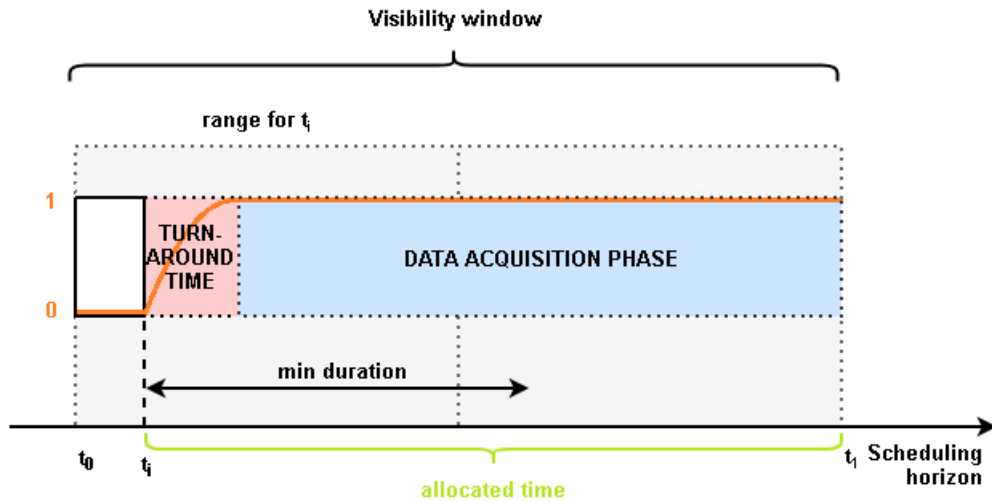 Visibility window
range for tᵢ
1
TURN-
AROUND
TIME
DATA ACQUISITION PHASE
0
min duration
t₀
tᵢ
t₁
Scheduling
horizon
allocated time